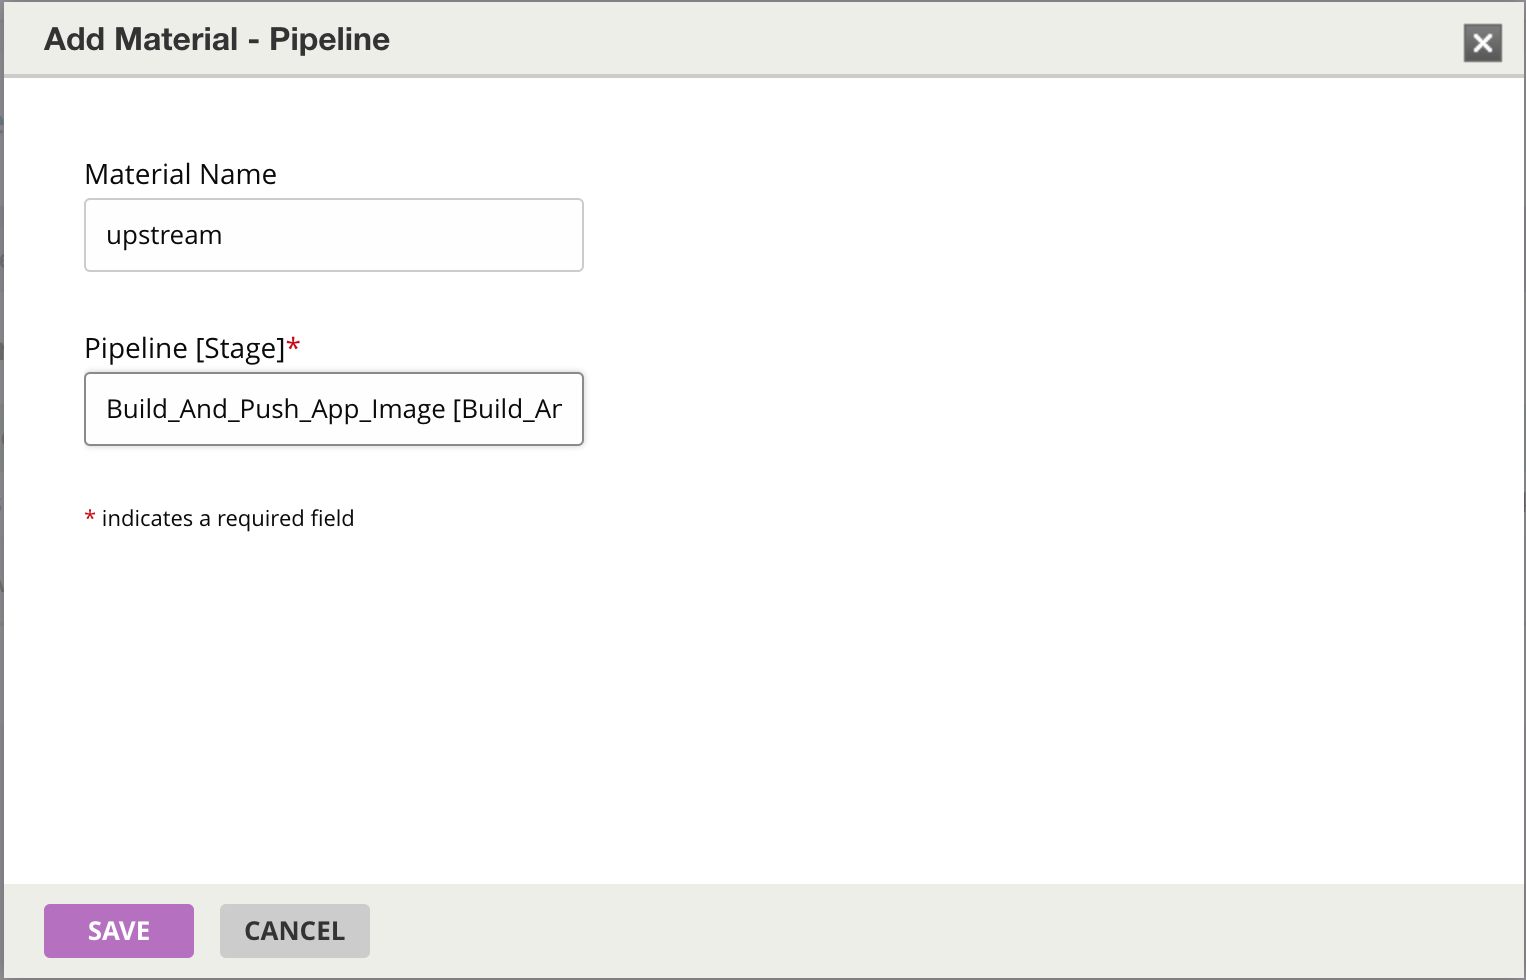 Add Material - Pipeline
Material Name
upstream
Pipeline [Stage]*
Build_And_Push_App_Image [Build_Ar
* indicates a required field
SAVE CANCEL